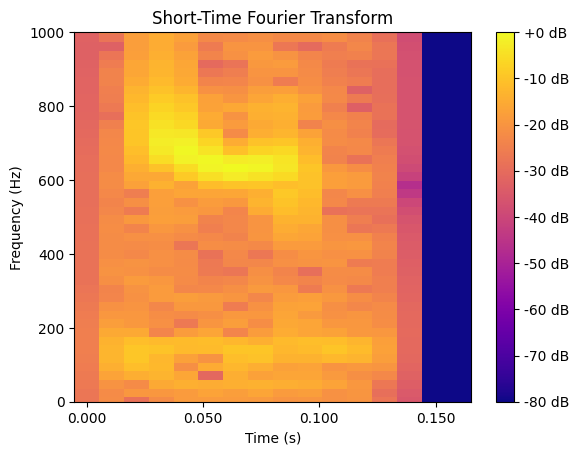 Short-Time Fourier Transform
1000
800
600
400
200
0
Frequency (Hz)
0.000
0.050
0.100
0.150
Time (s)
+0 dB
-10 dB
-20 dB
-30 dB
-40 dB
-50 dB
-60 dB
-70 dB
-80 dB